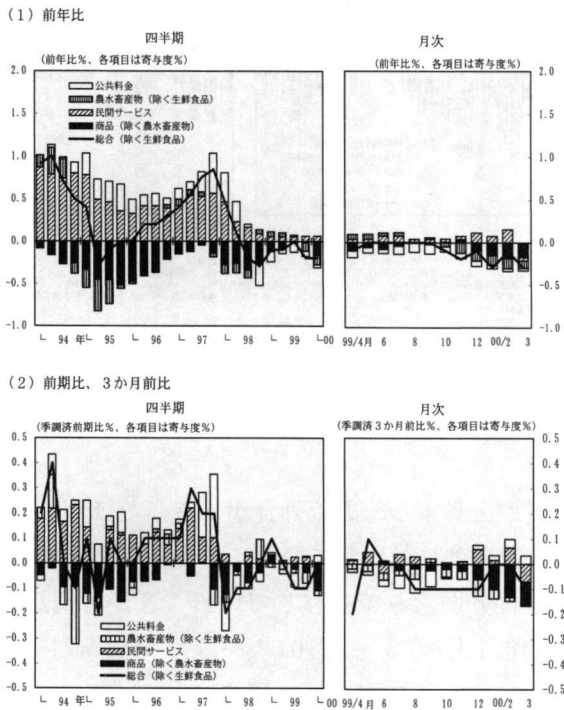 (1) 前年比
四半期
(前年比%、各項目は寄与度%)
2.0
1.5
1.0
0.5
0.0
-0.5
-1.0
公共料金
農水畜産物（除く生鮮食品）
民間サービス
商品（除く農水畜産物）
総合（除く生鮮食品）
94 年 95 96 97 98 99 00
月次
(前年比%、各項目は寄与度%)
2.0
1.5
1.0
0.5
0.0
-0.5
-1.0
99/4月 6 8 10 12 00/2 3
(2) 前期比、３か月前比
四半期
(季調済前期比%、各項目は寄与度%)
0.5
0.4
0.3
0.2
0.1
0.0
-0.1
-0.2
-0.3
-0.4
-0.5
公共料金
農水畜産物（除く生鮮食品）
民間サービス
商品（除く農水畜産物）
総合（除く生鮮食品）
94 年 95 96 97 98 99 00
月次
(季調済３か月前比%、各項目は寄与度%)
0.5
0.4
0.3
0.2
0.1
0.0
-0.1
-0.2
-0.3
-0.4
-0.5
99/4月 6 8 10 12 00/2 3